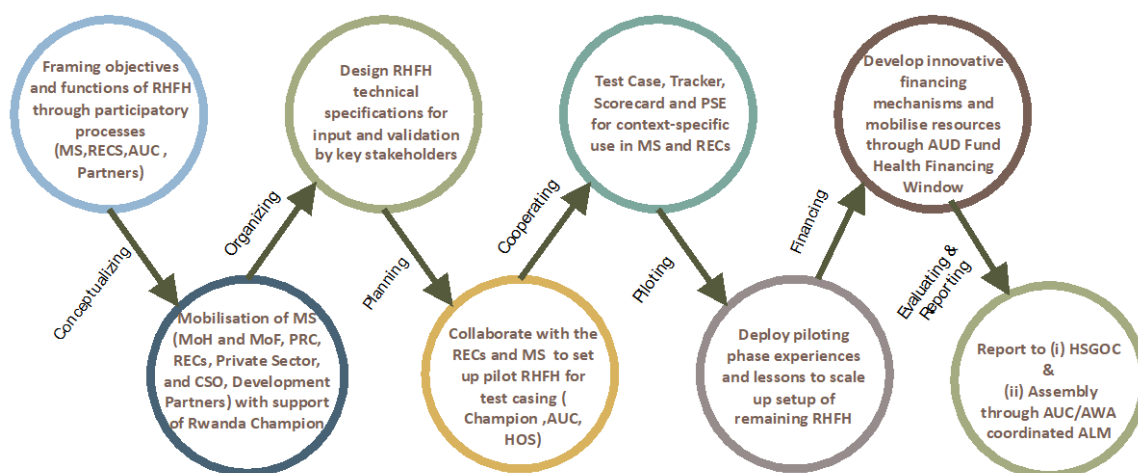 Framing objectives
and functions of RHFH
through participatory
processes
(MS,RECS,AUC ,
Partners)
Conceptualizing
Mobilisation of MS
(MoH and MoF, PRC,
RECs, Private Sector,
and CSO, Development
Partners) with support
of Rwanda Champion
Organizing
Design RHFH
technical
specifications for
input and validation
by key stakeholders
Planning
Collaborate with the
RECs and MS to set
up pilot RHFH for
test casing (
Champion ,AUC,
HOS)
Cooperating
Test Case, Tracker,
Scorecard and PSE
for context-specific
use in MS and RECs
Piloting
Deploy piloting
phase experiences
and lessons to scale
up setup of
remaining RHFH
Financing
Develop innovative
financing
mechanisms and
mobilise resources
through AUD Fund
Health Financing
Window
Evaluating &
Reporting
Report to (i) HSGOC
&
(ii) Assembly
through AUC/AWA
coordinated ALM